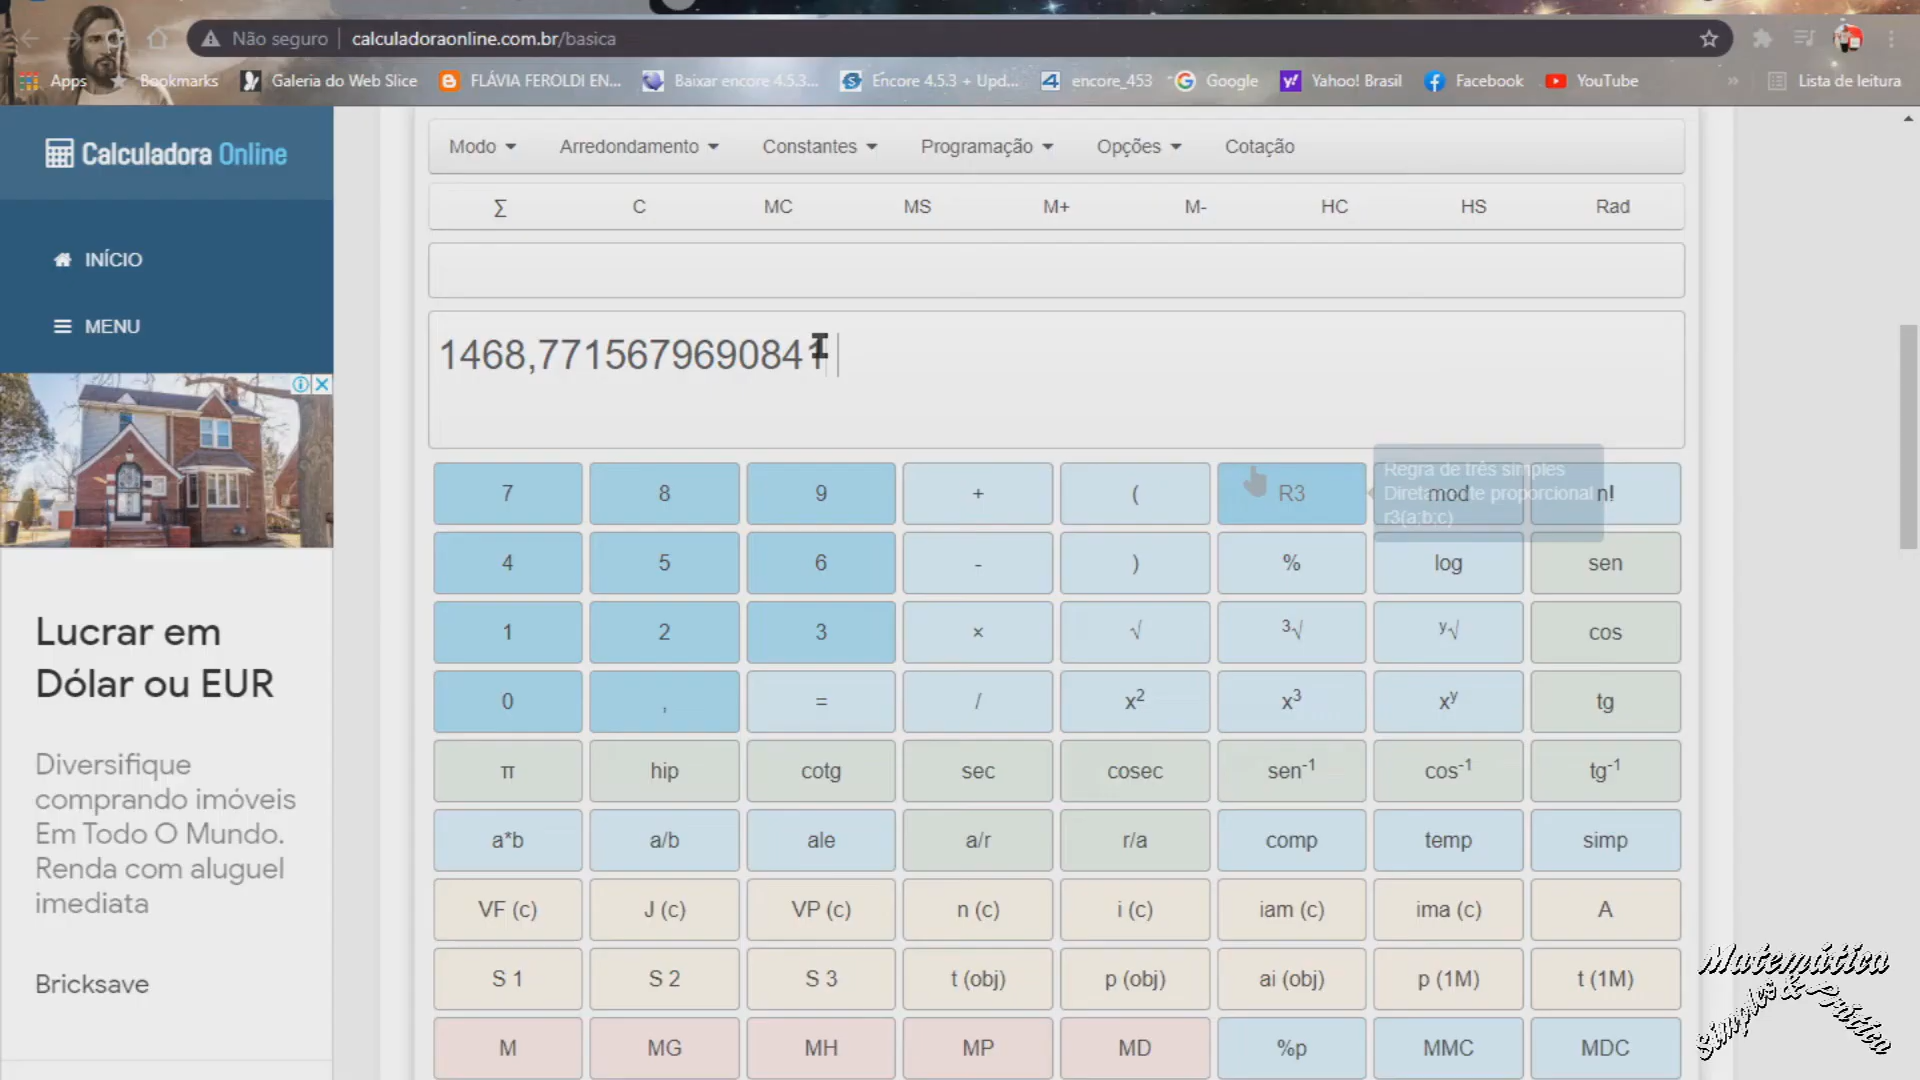 Não seguro | calculadoraonline.com.br/basica
Apps Bookmarks Galeria do Web Slice FLÁVIA FEROLDI EN... Baixar encore 4.5.3... Encore 4.5.3 + Upd... encore_453 Google Yahoo! Brasil Facebook YouTube » Lista de leitura
Calculadora Online
INÍCIO
MENU
Lucrar em
Dólar ou EUR
Diversifique
comprando imóveis
Em Todo O Mundo.
Renda com aluguel
imediata
Bricksave
Modo Arredondamento Constantes Programação Opções Cotação
∑ C MC MS M+ M- HC HS Rad
1468,7715679690841
7 8 9 + ( R3 mod n!
Regra de três simples
Diretamente proporcional
r3(a;b;c)
4 5 6 - ) % log sen
1 2 3 × √ ³√ ʸ√ cos
0 , = / x² x³ xʸ tg
π hip cotg sec cosec sen⁻¹ cos⁻¹ tg⁻¹
a*b a/b ale a/r r/a comp temp simp
VF (c) J (c) VP (c) n (c) i (c) iam (c) ima (c) A
S 1 S 2 S 3 t (obj) p (obj) ai (obj) p (1M) t (1M)
M MG MH MP MD %p MMC MDC
Matemática
Simples & Prática